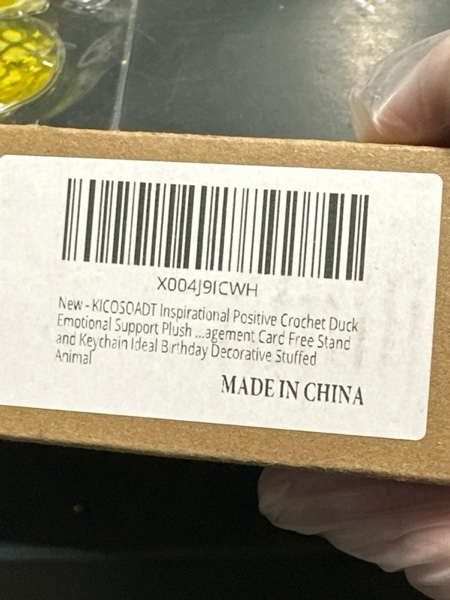 X004J9ICWH
New - KICOSOADT Inspirational Positive Crochet Duck
Emotional Support Plush ...agement Card Free Stand
and Keychain Ideal Birthday Decorative Stuffed
Animal
MADE IN CHINA